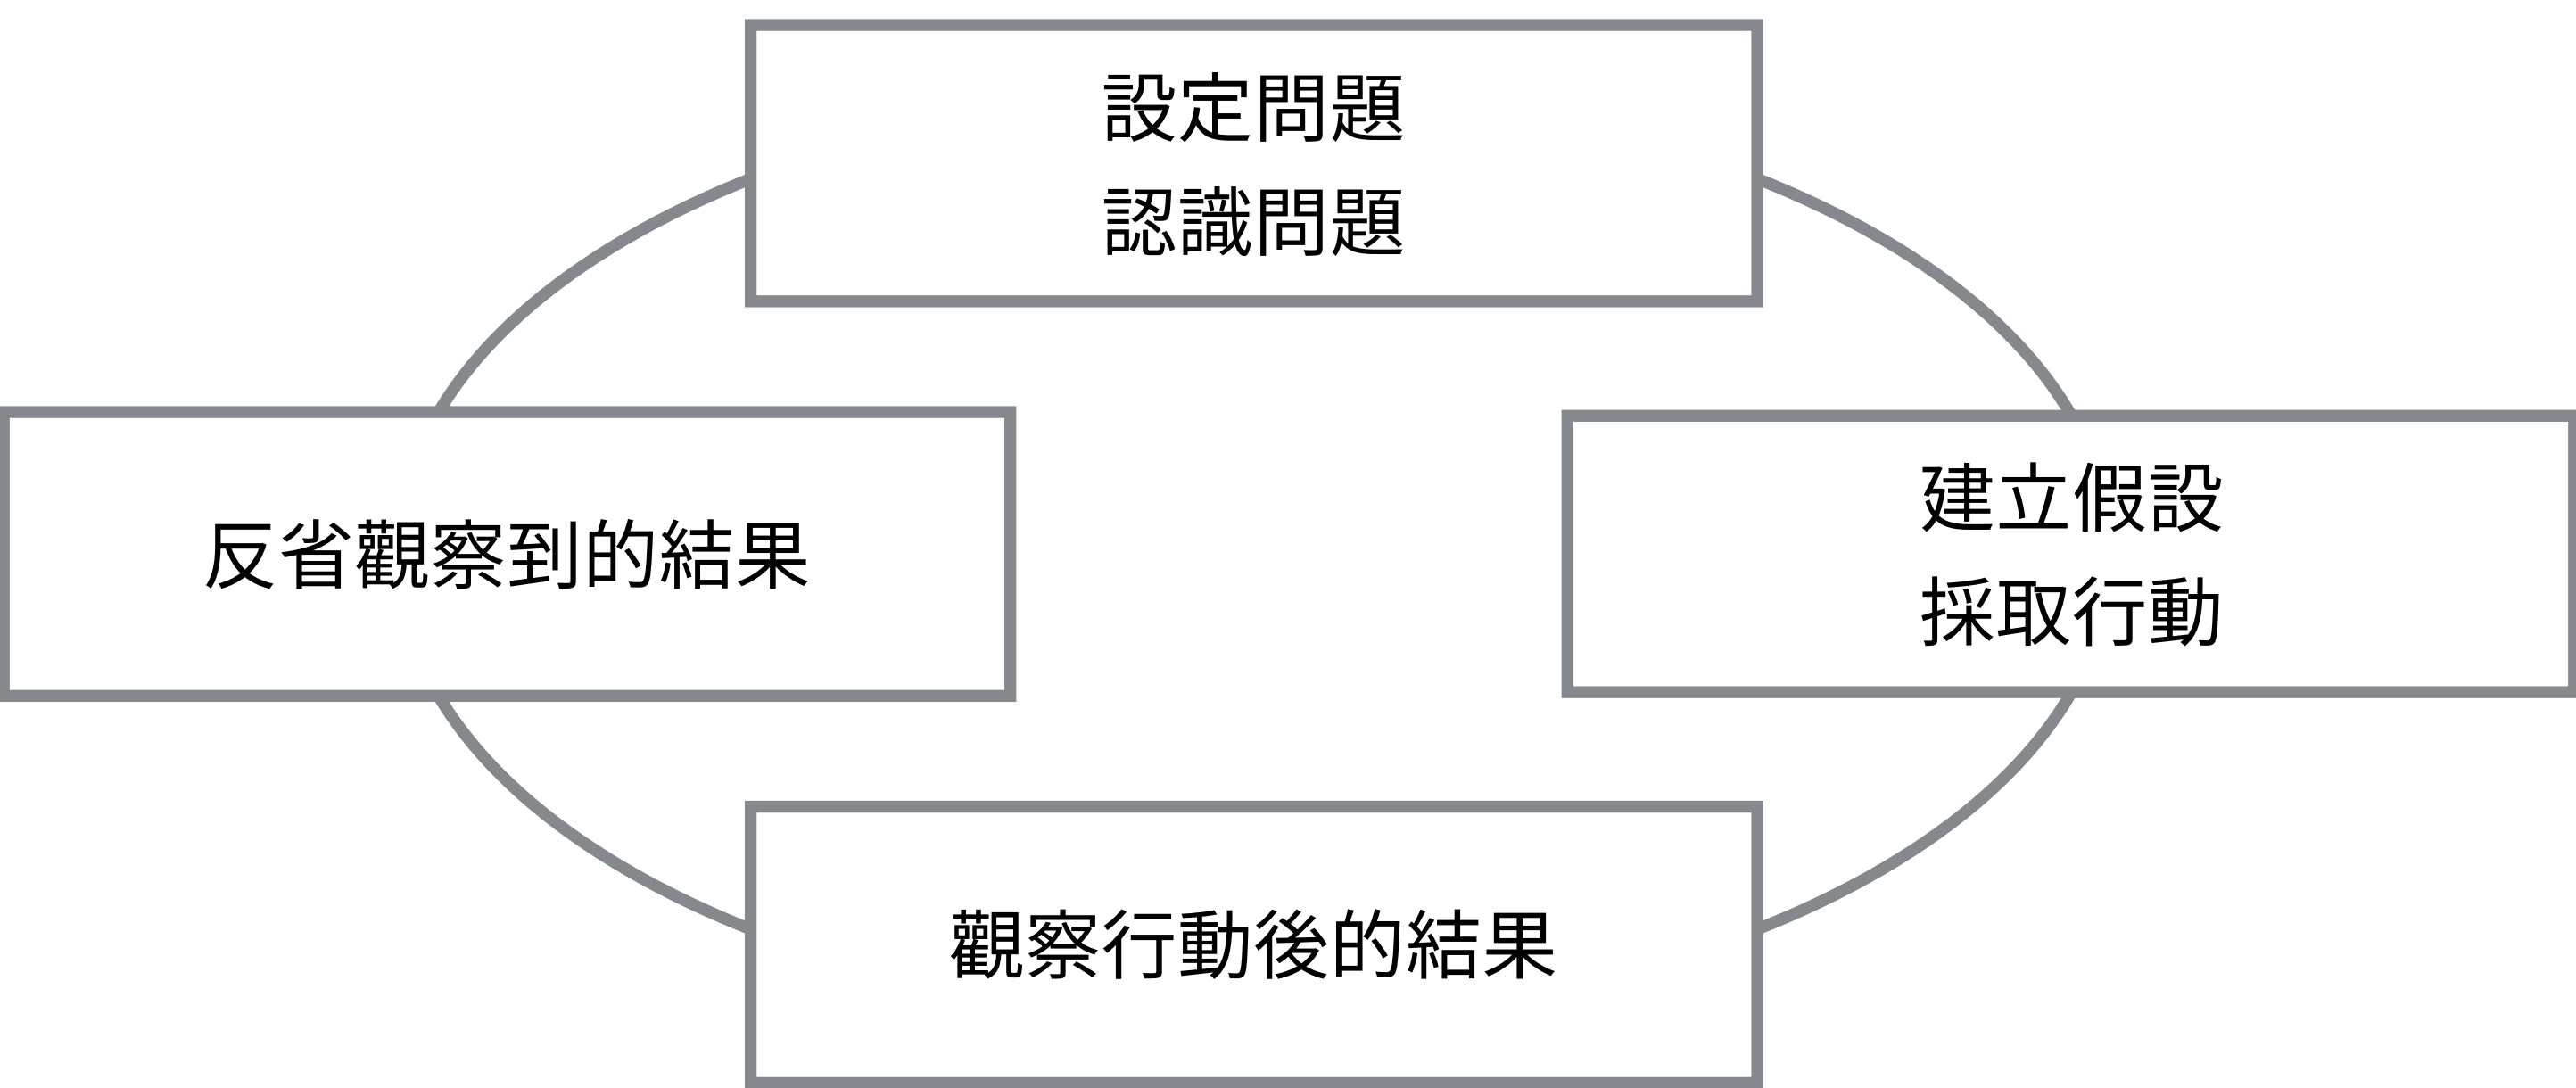 設定問題
認識問題
反省觀察到的結果
建立假設
採取行動
觀察行動後的結果